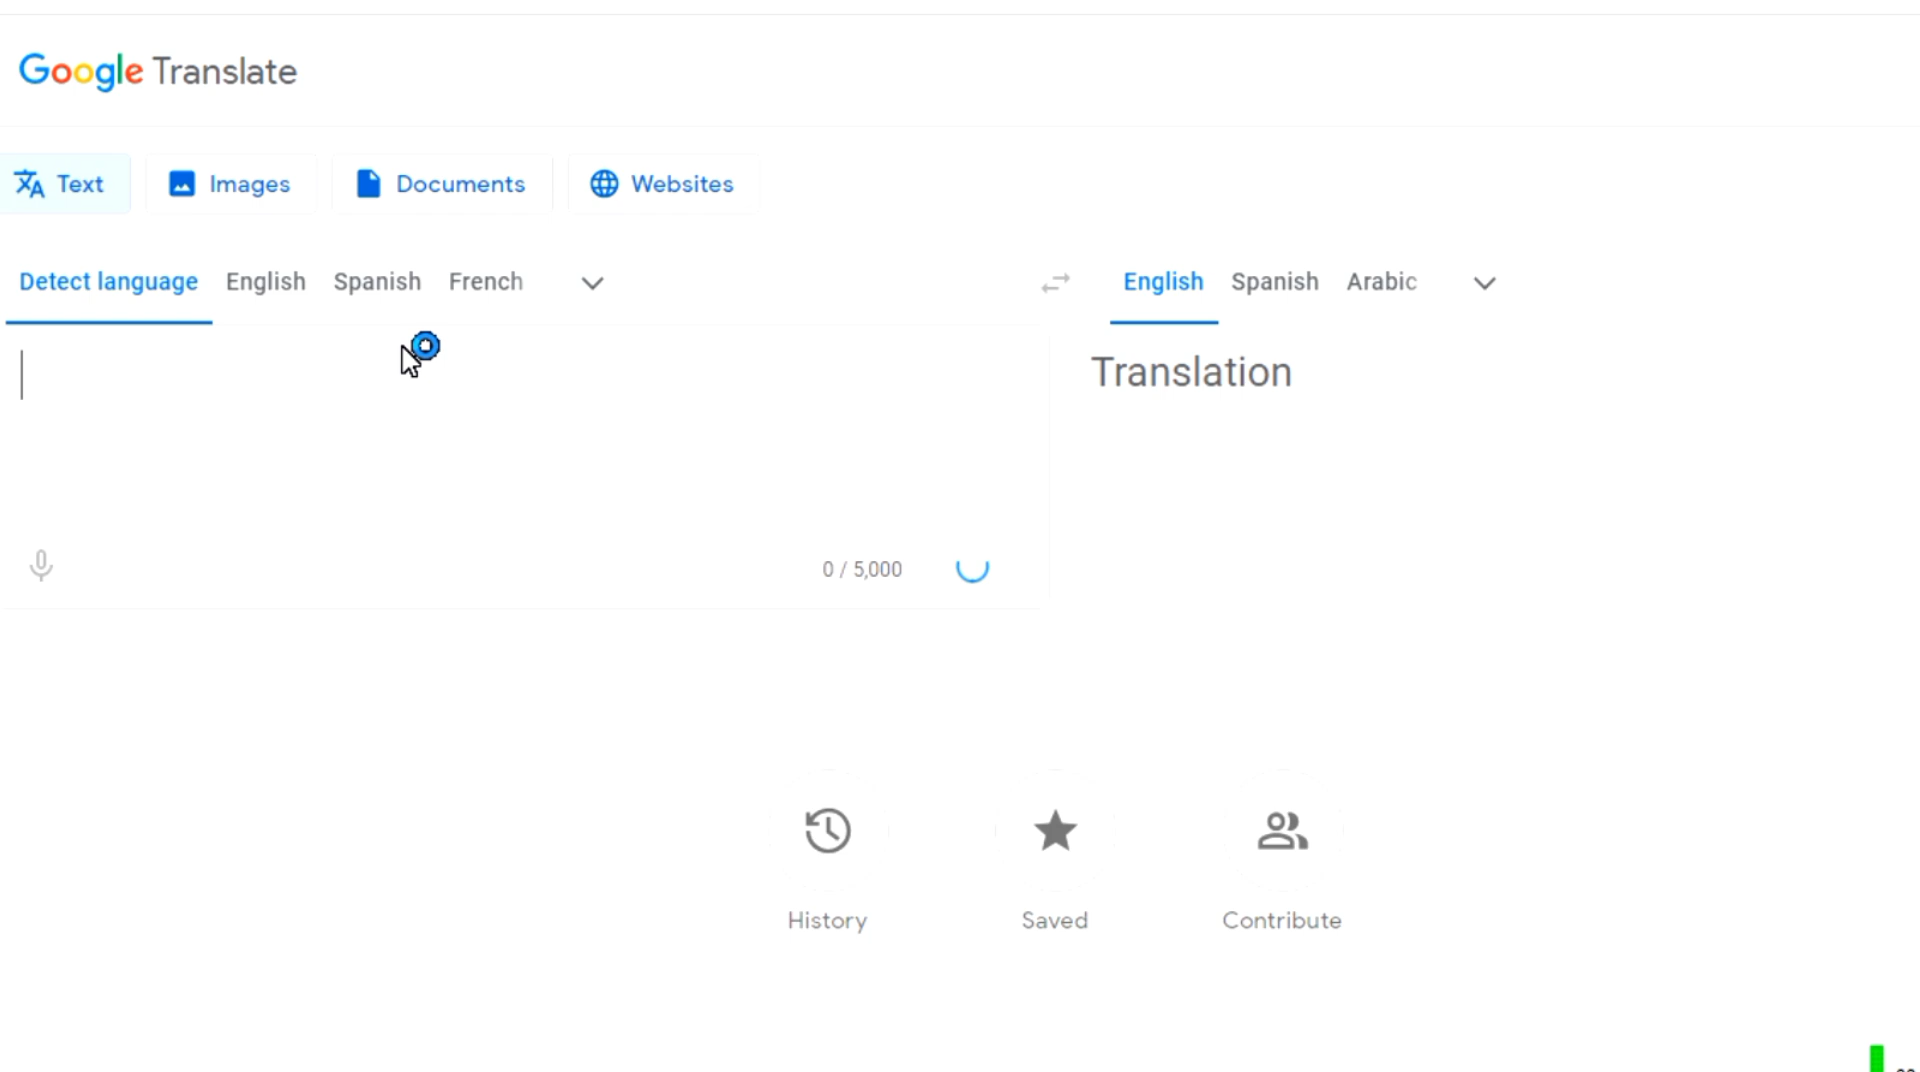 Google Translate
Text Images Documents Websites
Detect language English Spanish French English Spanish Arabic
Translation
0 / 5,000
History Saved Contribute